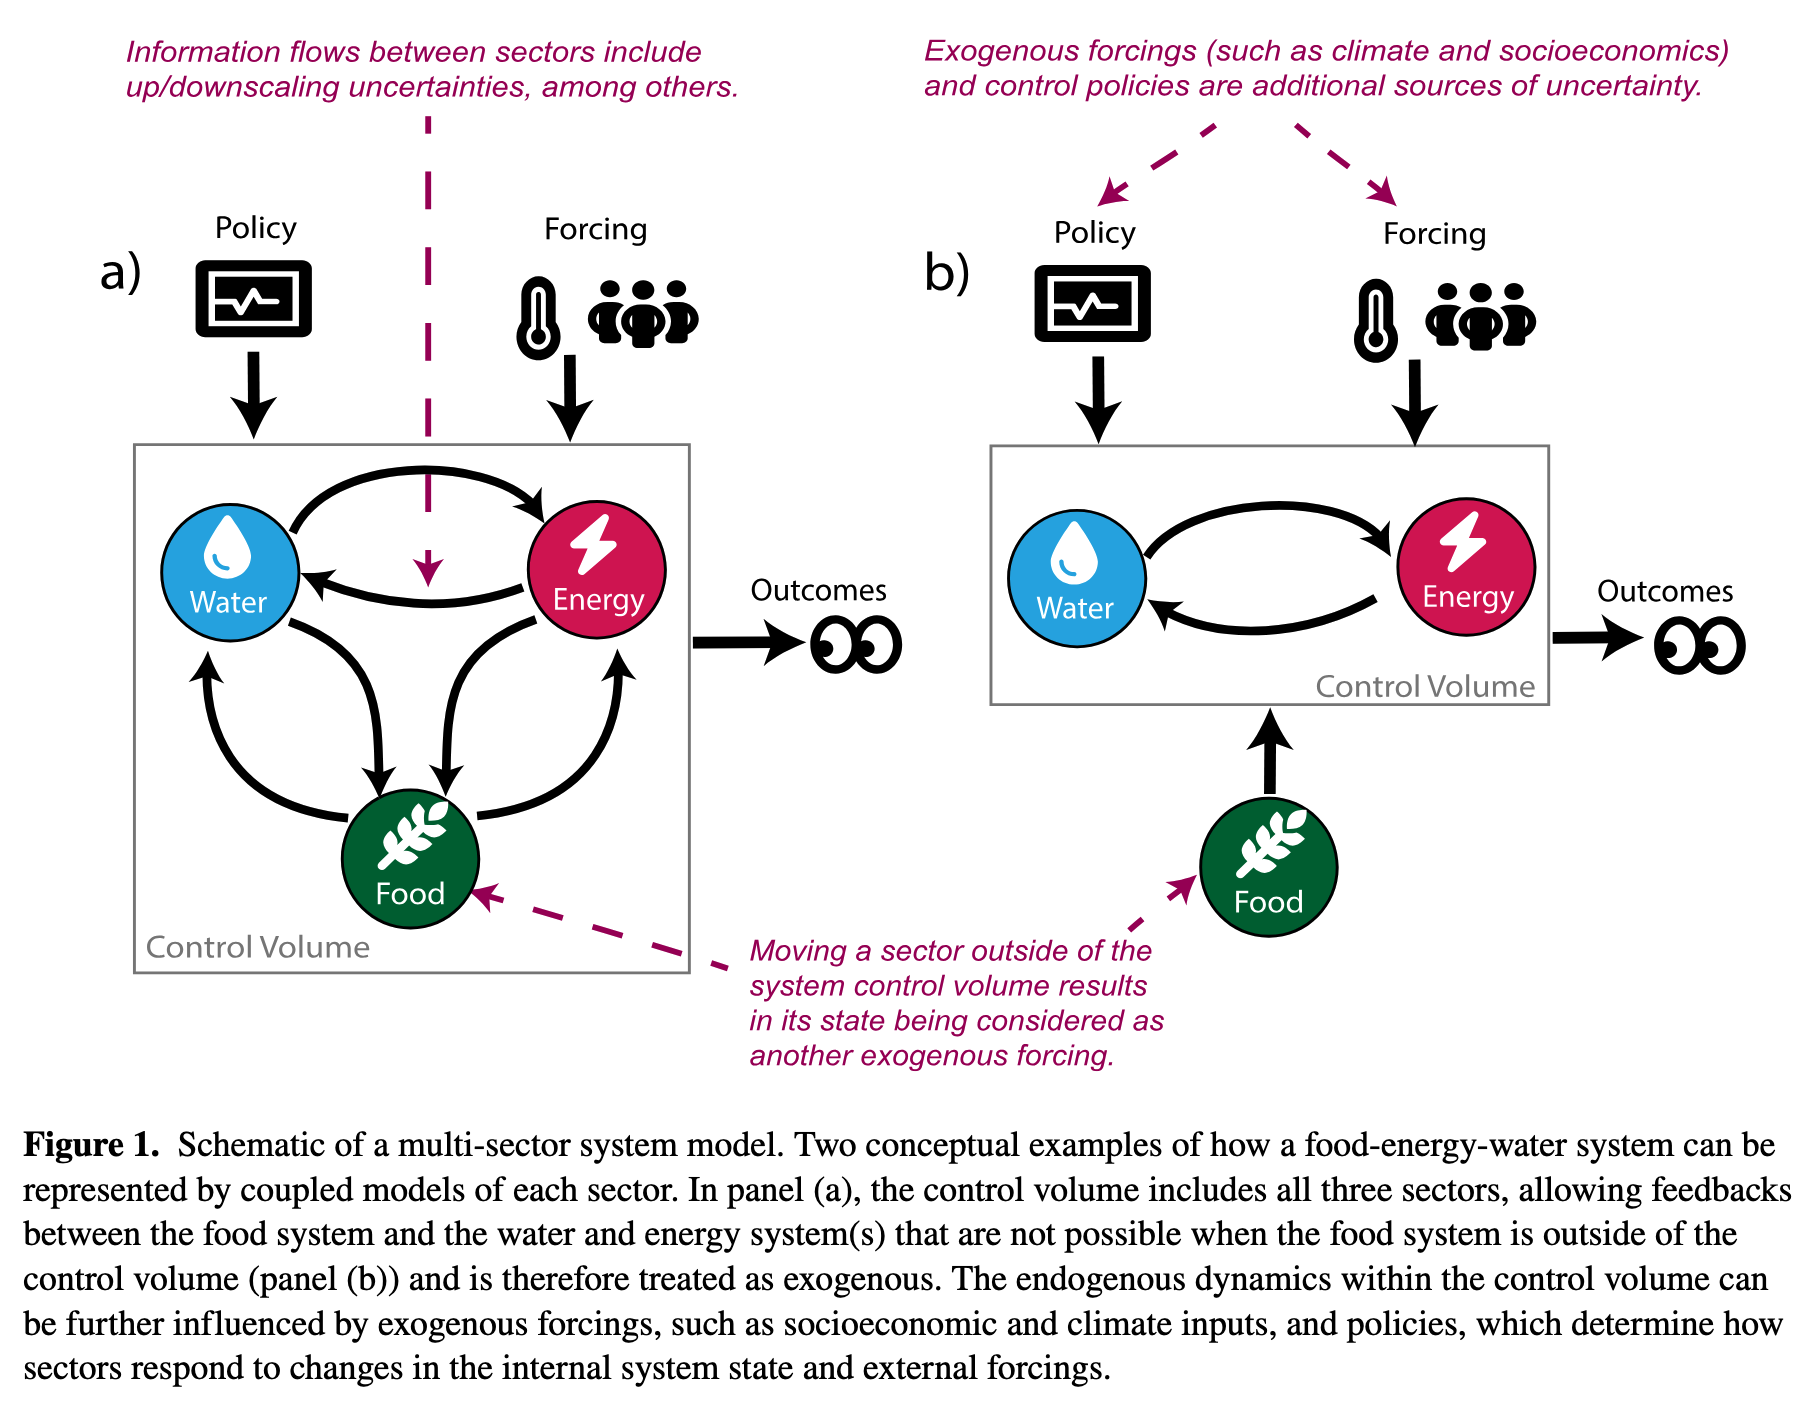 Information flows between sectors include
up/downscaling uncertainties, among others.
Exogenous forcings (such as climate and socioeconomics)
and control policies are additional sources of uncertainty.
a)
Policy
Forcing
Water
Energy
Food
Control Volume
Outcomes
b)
Policy
Forcing
Water
Energy
Control Volume
Outcomes
Food
Moving a sector outside of the
system control volume results
in its state being considered as
another exogenous forcing.
Figure 1. Schematic of a multi-sector system model. Two conceptual examples of how a food-energy-water system can be
represented by coupled models of each sector. In panel (a), the control volume includes all three sectors, allowing feedbacks
between the food system and the water and energy system(s) that are not possible when the food system is outside of the
control volume (panel (b)) and is therefore treated as exogenous. The endogenous dynamics within the control volume can
be further influenced by exogenous forcings, such as socioeconomic and climate inputs, and policies, which determine how
sectors respond to changes in the internal system state and external forcings.